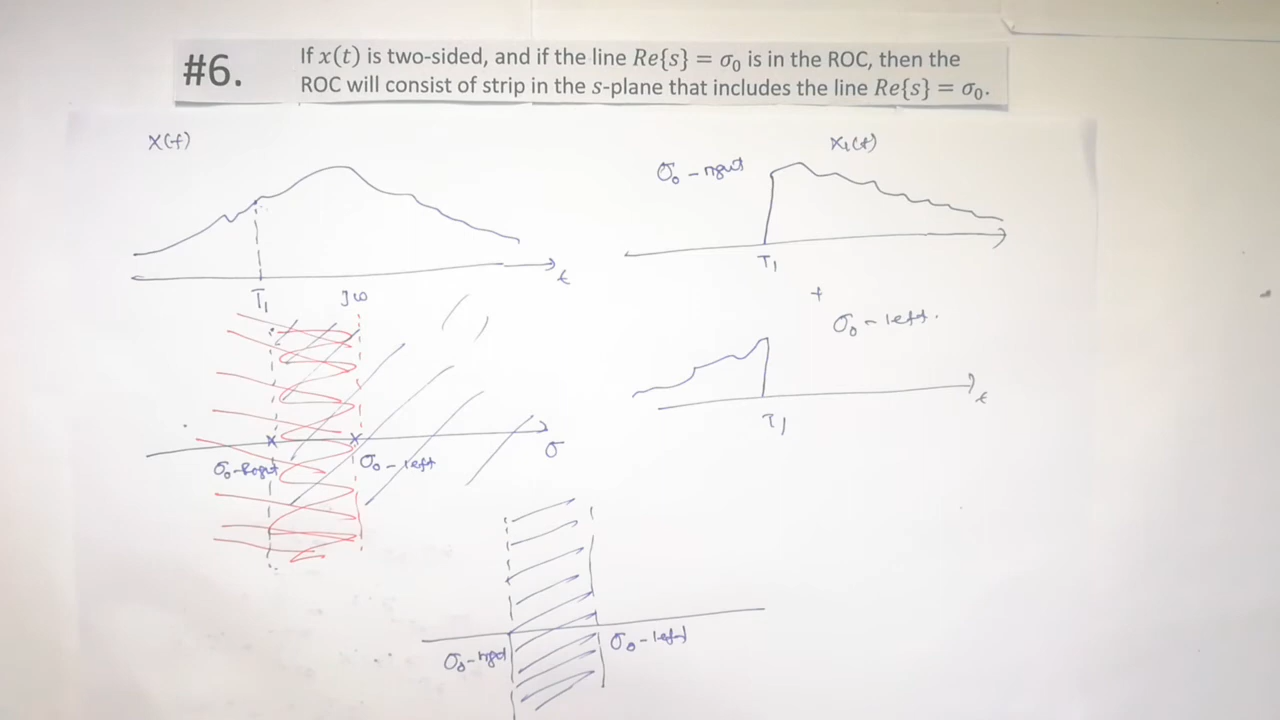 #6.
If x(t) is two-sided, and if the line Re{s} = σ₀ is in the ROC, then the
ROC will consist of strip in the s-plane that includes the line Re{s} = σ₀.
X(t)
x₁(t)
σ₀ - right
T₁
t
T₁
jω
+
σ₀ - left.
t
T₁
σ₀ - Right
σ₀ - left
σ
σ₀ - right
σ₀ - left